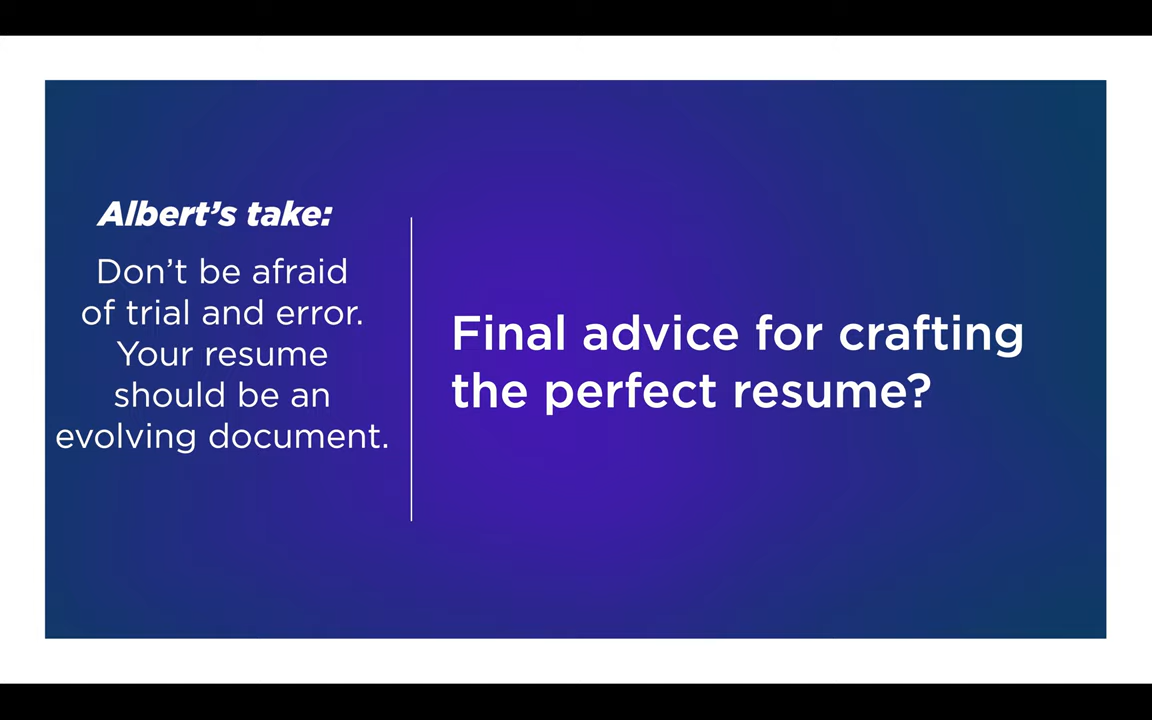 Albert’s take:
Don’t be afraid
of trial and error.
Your resume
should be an
evolving document.
Final advice for crafting
the perfect resume?